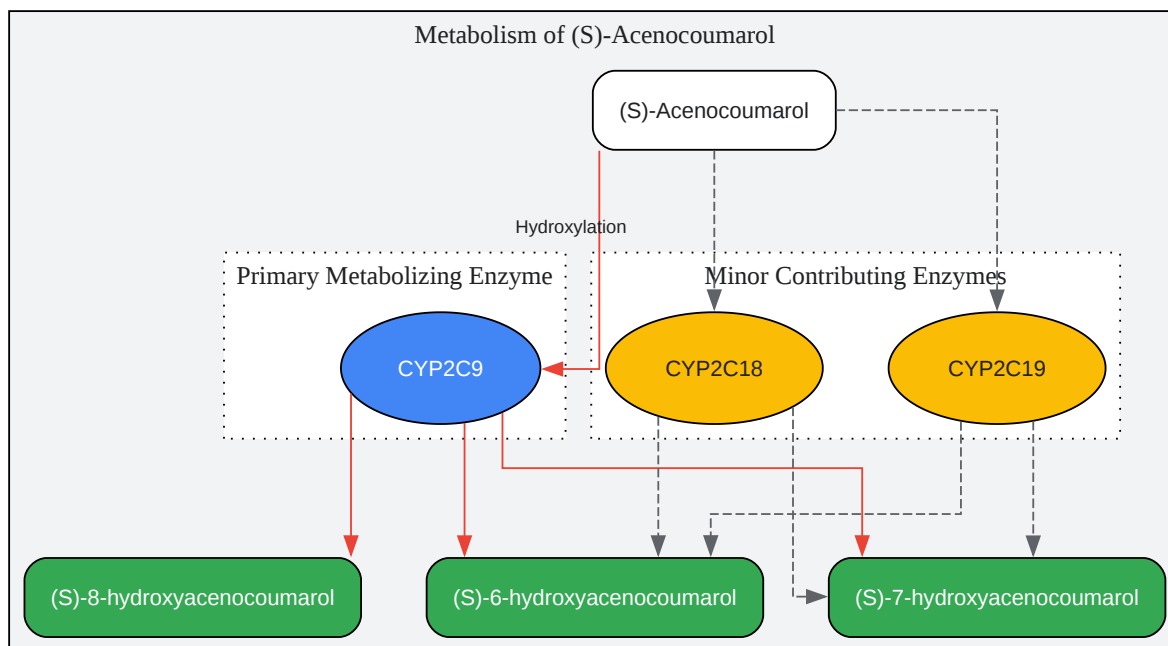 Metabolism of (S)-Acenocoumarol
(S)-Acenocoumarol
Hydroxylation
Primary Metabolizing Enzyme
Minor Contributing Enzymes
CYP2C9
CYP2C18
CYP2C19
(S)-8-hydroxyacenocoumarol
(S)-6-hydroxyacenocoumarol
(S)-7-hydroxyacenocoumarol